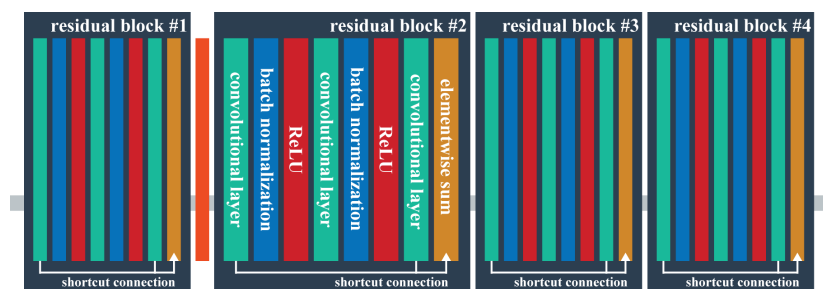 residual block #1
residual block #2
residual block #3
residual block #4
convolutional layer
batch normalization
ReLU
convolutional layer
batch normalization
ReLU
convolutional layer
elementwise sum
shortcut connection
shortcut connection
shortcut connection
shortcut connection